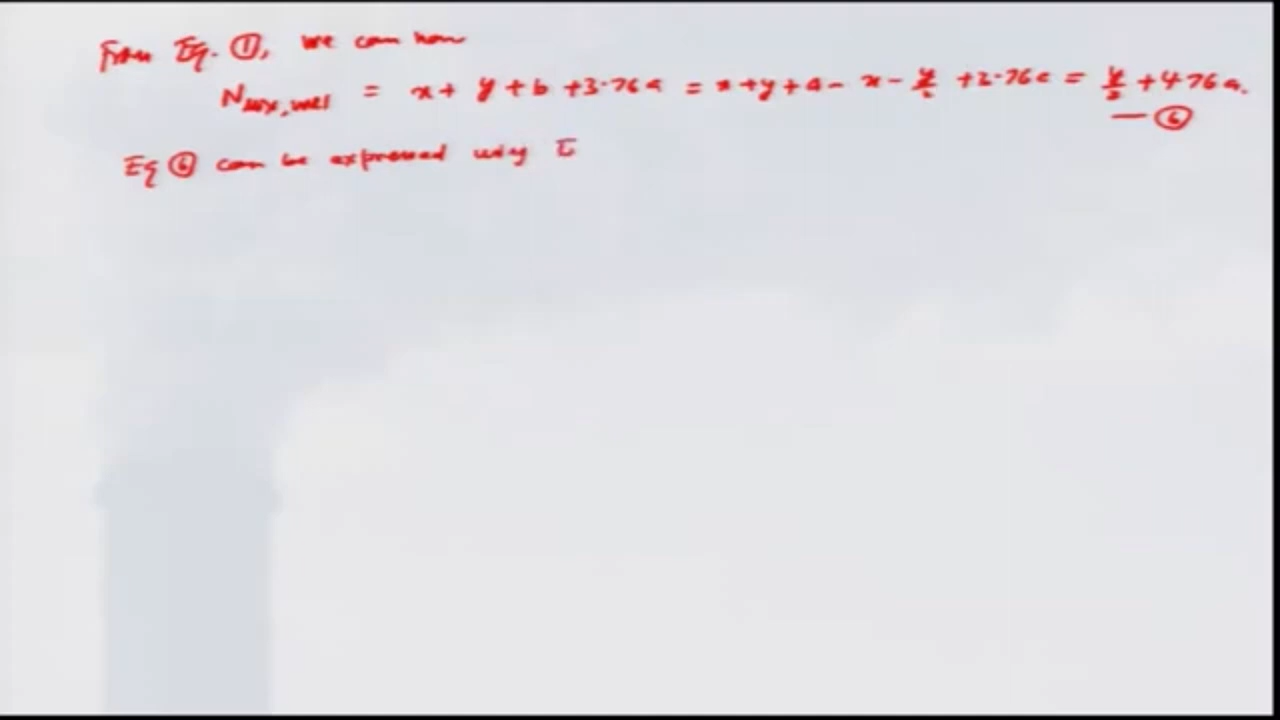 From Eq. ①, we can have
N_mix,wet = x + y + b + 3.76a = x + y + a - x - y/2 + 3.76a = y/2 + 4.76a.
— ⑥
Eq ⑥ can be expressed using E